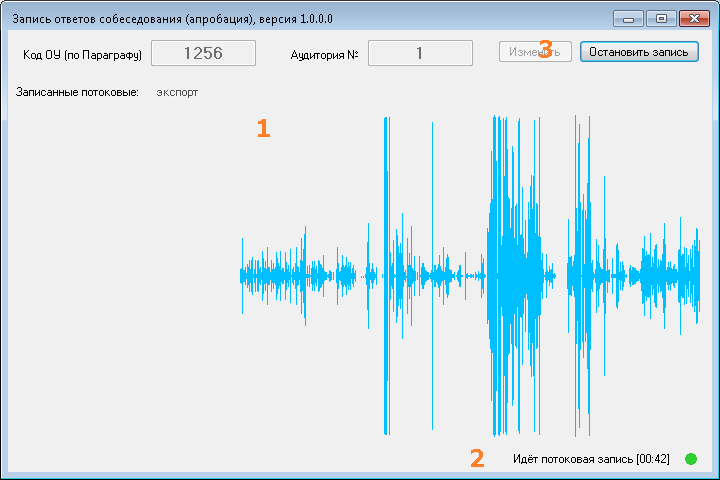 Запись ответов собеседования (апробация), версия 1.0.0.0
Код ОУ (по Параграфу) 1256 Аудитория № 1 Изменить 3 Остановить запись
Записанные потоковые: экспорт
1
2 Идёт потоковая запись [00:42]